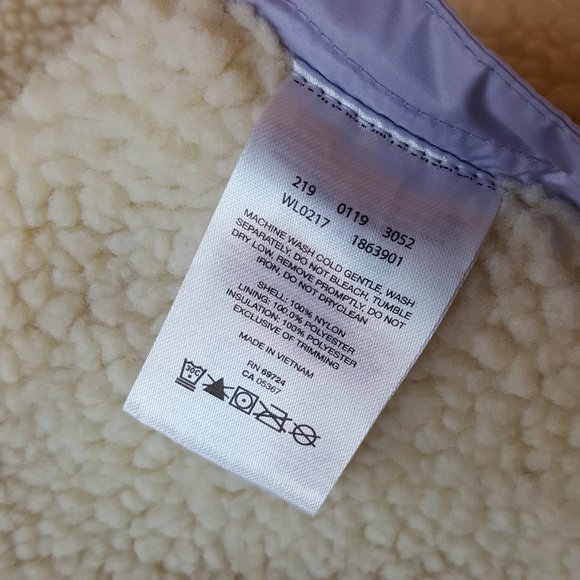 219 0119 3052
WL0217 1863901
MACHINE WASH COLD GENTLE, WASH
SEPARATELY, DO NOT BLEACH, TUMBLE
DRY LOW, REMOVE PROMPTLY, DO NOT
IRON, DO NOT DRYCLEAN
SHELL: 100% NYLON
LINING: 100.0% POLYESTER
INSULATION: 100% POLYESTER
EXCLUSIVE OF TRIMMING
MADE IN VIETNAM
RN 69724
CA 05367
30C